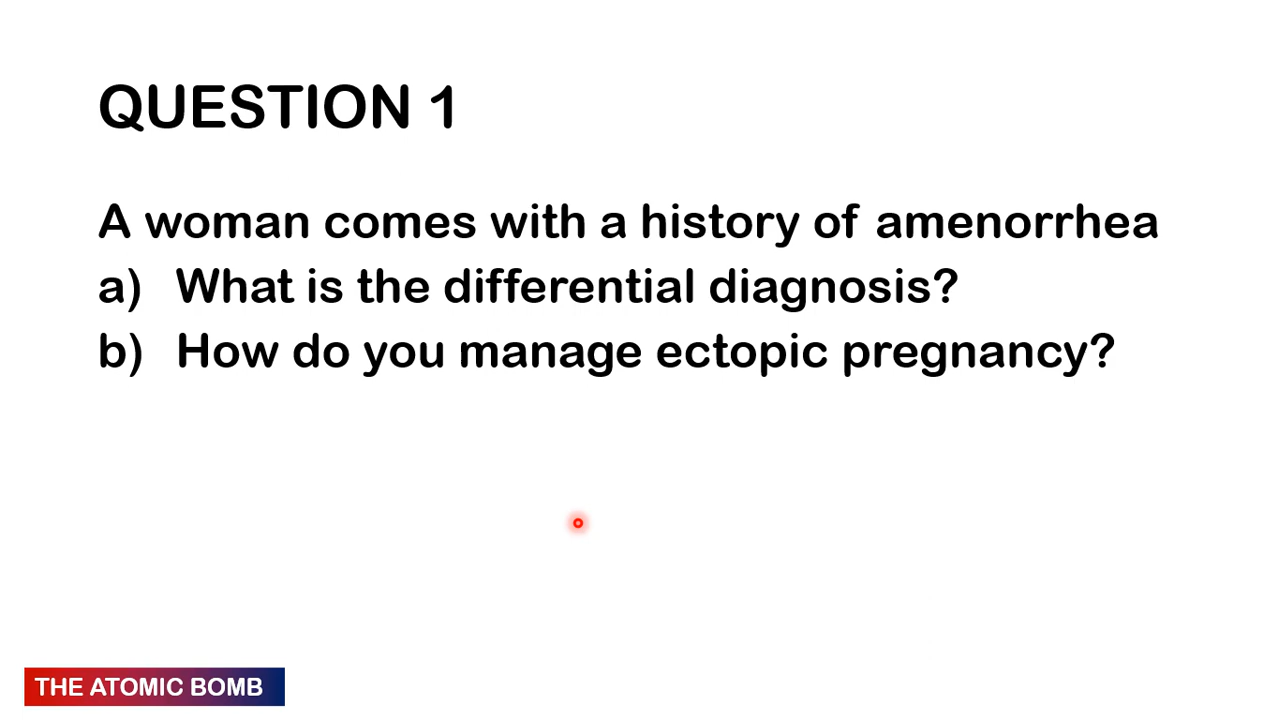 QUESTION 1
A woman comes with a history of amenorrhea
a) What is the differential diagnosis?
b) How do you manage ectopic pregnancy?
THE ATOMIC BOMB